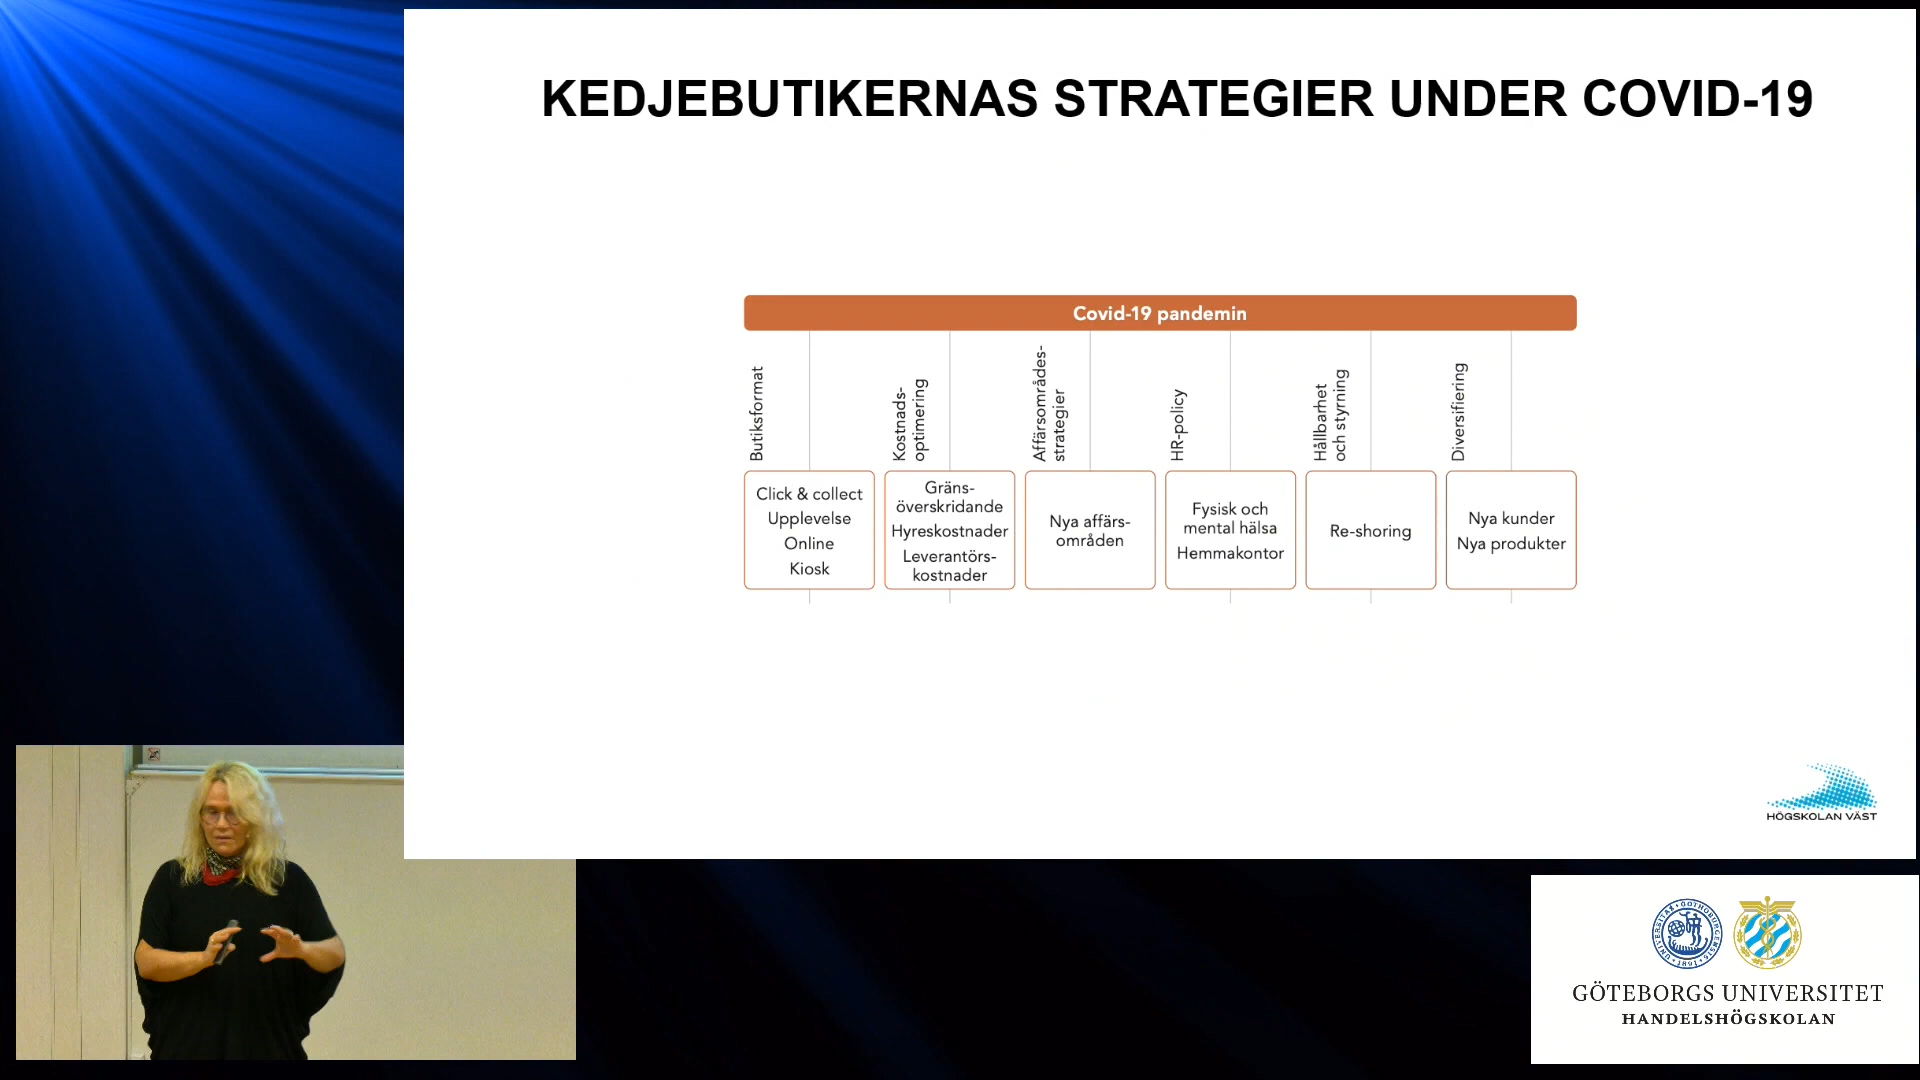 KEDJEBUTIKERNAS STRATEGIER UNDER COVID-19
Covid-19 pandemin
Butiksformat
Kostnads-
optimering
Affärsområdes-
strategier
HR-policy
Hållbarhet
och styrning
Diversifiering
Click & collect
Upplevelse
Online
Kiosk
Gräns-
överskridande
Hyreskostnader
Leverantörs-
kostnader
Nya affärs-
områden
Fysisk och
mental hälsa
Hemmakontor
Re-shoring
Nya kunder
Nya produkter
HÖGSKOLAN VÄST
GÖTEBORGS UNIVERSITET
HANDELSHÖGSKOLAN